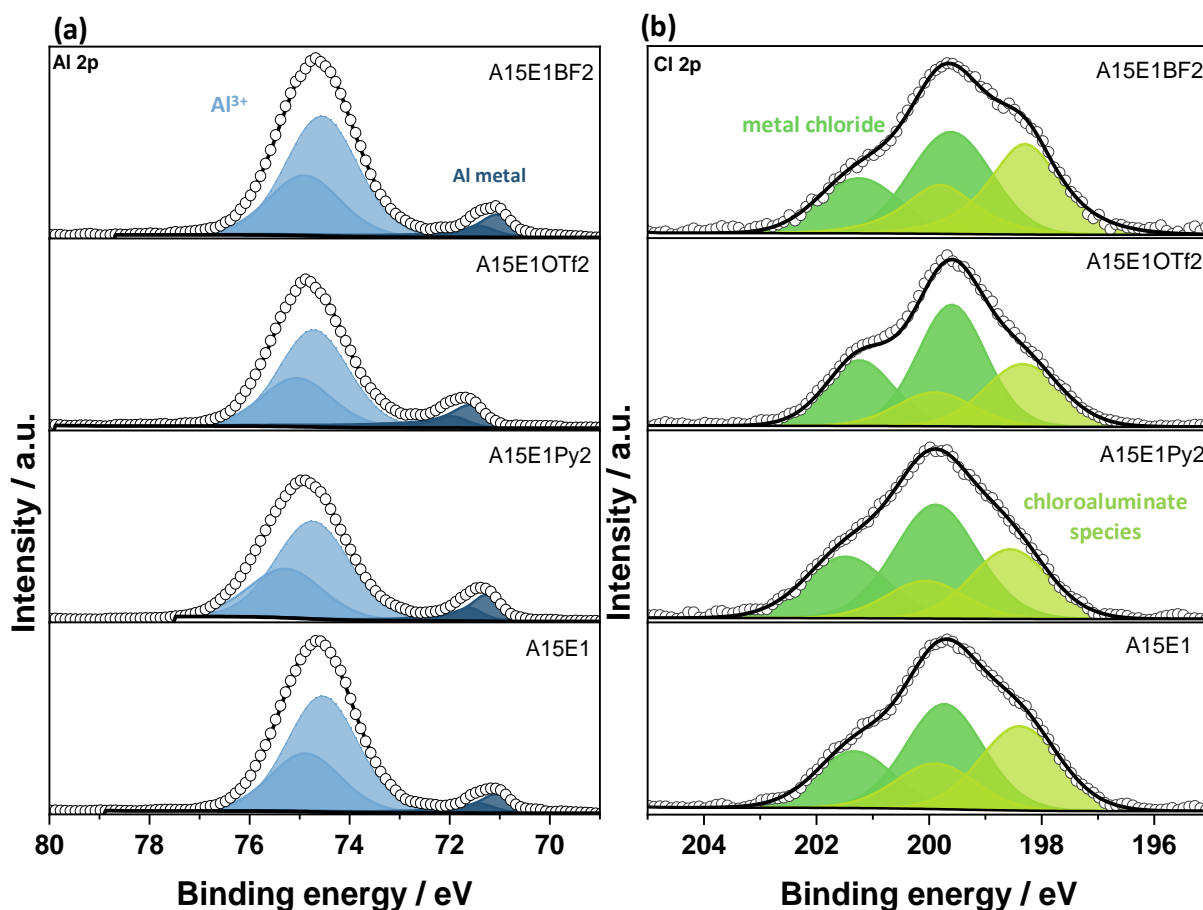 (a)
Al 2p
A15E1BF2
Al³⁺
Al metal
A15E1OTf2
A15E1Py2
A15E1
Intensity / a.u.
80 78 76 74 72 70
Binding energy / eV
(b)
Cl 2p
A15E1BF2
metal chloride
A15E1OTf2
A15E1Py2
chloroaluminate
species
A15E1
Intensity / a.u.
204 202 200 198 196
Binding energy / eV